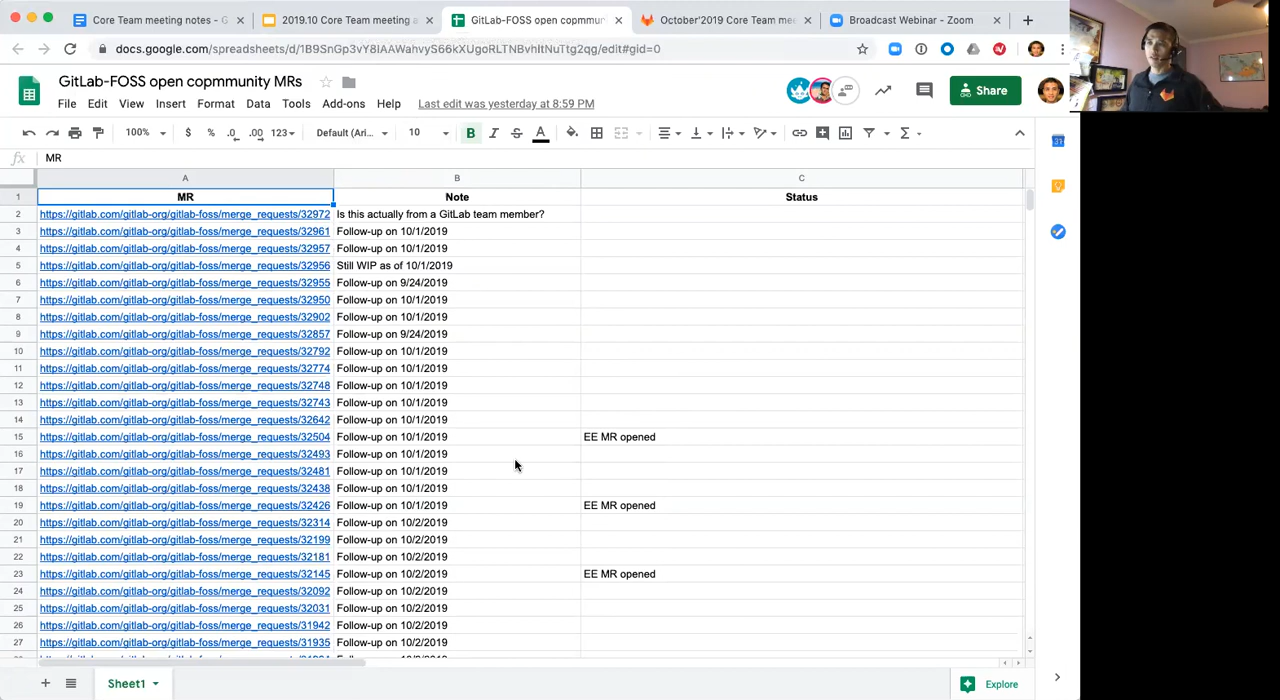 Core Team meeting notes - G
2019.10 Core Team meeting a
GitLab-FOSS open copmmun
October'2019 Core Team me
Broadcast Webinar - Zoom
docs.google.com/spreadsheets/d/1B9SnGp3vY8IAAWahvyS66kXUgoRLTNBvhItNuTtg2qg/edit#gid=0
GitLab-FOSS open copmmunity MRs
File Edit View Insert Format Data Tools Add-ons Help Last edit was yesterday at 8:59 PM
Share
100% $ % .0 .00 123 Default (Ari... 10 B I S A
fx MR
A B C
1 MR Note Status
2 https://gitlab.com/gitlab-org/gitlab-foss/merge_requests/32972 Is this actually from a GitLab team member?
3 https://gitlab.com/gitlab-org/gitlab-foss/merge_requests/32961 Follow-up on 10/1/2019
4 https://gitlab.com/gitlab-org/gitlab-foss/merge_requests/32957 Follow-up on 10/1/2019
5 https://gitlab.com/gitlab-org/gitlab-foss/merge_requests/32956 Still WIP as of 10/1/2019
6 https://gitlab.com/gitlab-org/gitlab-foss/merge_requests/32955 Follow-up on 9/24/2019
7 https://gitlab.com/gitlab-org/gitlab-foss/merge_requests/32950 Follow-up on 10/1/2019
8 https://gitlab.com/gitlab-org/gitlab-foss/merge_requests/32902 Follow-up on 10/1/2019
9 https://gitlab.com/gitlab-org/gitlab-foss/merge_requests/32857 Follow-up on 9/24/2019
10 https://gitlab.com/gitlab-org/gitlab-foss/merge_requests/32792 Follow-up on 10/1/2019
11 https://gitlab.com/gitlab-org/gitlab-foss/merge_requests/32774 Follow-up on 10/1/2019
12 https://gitlab.com/gitlab-org/gitlab-foss/merge_requests/32748 Follow-up on 10/1/2019
13 https://gitlab.com/gitlab-org/gitlab-foss/merge_requests/32743 Follow-up on 10/1/2019
14 https://gitlab.com/gitlab-org/gitlab-foss/merge_requests/32642 Follow-up on 10/1/2019
15 https://gitlab.com/gitlab-org/gitlab-foss/merge_requests/32504 Follow-up on 10/1/2019 EE MR opened
16 https://gitlab.com/gitlab-org/gitlab-foss/merge_requests/32493 Follow-up on 10/1/2019
17 https://gitlab.com/gitlab-org/gitlab-foss/merge_requests/32481 Follow-up on 10/1/2019
18 https://gitlab.com/gitlab-org/gitlab-foss/merge_requests/32438 Follow-up on 10/1/2019
19 https://gitlab.com/gitlab-org/gitlab-foss/merge_requests/32426 Follow-up on 10/1/2019 EE MR opened
20 https://gitlab.com/gitlab-org/gitlab-foss/merge_requests/32314 Follow-up on 10/2/2019
21 https://gitlab.com/gitlab-org/gitlab-foss/merge_requests/32199 Follow-up on 10/2/2019
22 https://gitlab.com/gitlab-org/gitlab-foss/merge_requests/32181 Follow-up on 10/2/2019
23 https://gitlab.com/gitlab-org/gitlab-foss/merge_requests/32145 Follow-up on 10/2/2019 EE MR opened
24 https://gitlab.com/gitlab-org/gitlab-foss/merge_requests/32092 Follow-up on 10/2/2019
25 https://gitlab.com/gitlab-org/gitlab-foss/merge_requests/32031 Follow-up on 10/2/2019
26 https://gitlab.com/gitlab-org/gitlab-foss/merge_requests/31942 Follow-up on 10/2/2019
27 https://gitlab.com/gitlab-org/gitlab-foss/merge_requests/31935 Follow-up on 10/2/2019
Sheet1
Explore